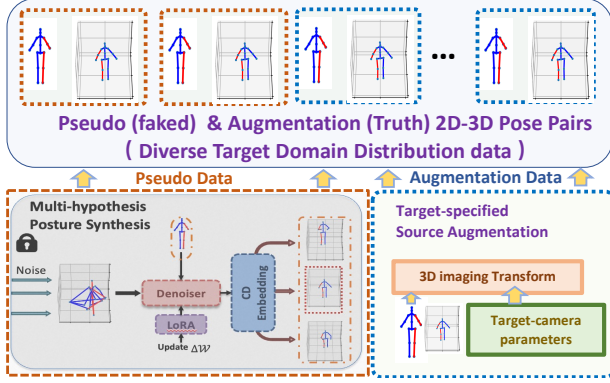 ...
Pseudo (faked) & Augmentation (Truth) 2D-3D Pose Pairs
( Diverse Target Domain Distribution data )
Pseudo Data
Augmentation Data
Multi-hypothesis
Posture Synthesis
Noise
Denoiser
LoRA
Update Δ𝒲
CD
Embedding
Target-specified
Source Augmentation
3D imaging Transform
Target-camera
parameters